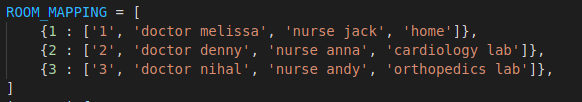 ROOM_MAPPING = [
    {1 : ['1', 'doctor melissa', 'nurse jack', 'home']},
    {2 : ['2', 'doctor denny', 'nurse anna', 'cardiology lab']},
    {3 : ['3', 'doctor nihal', 'nurse andy', 'orthopedics lab']},
]